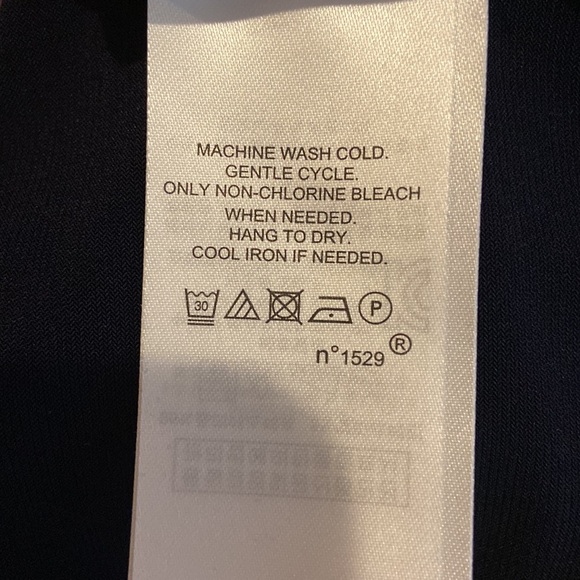 MACHINE WASH COLD.
GENTLE CYCLE.
ONLY NON-CHLORINE BLEACH
WHEN NEEDED.
HANG TO DRY.
COOL IRON IF NEEDED.
30 P
n°1529®